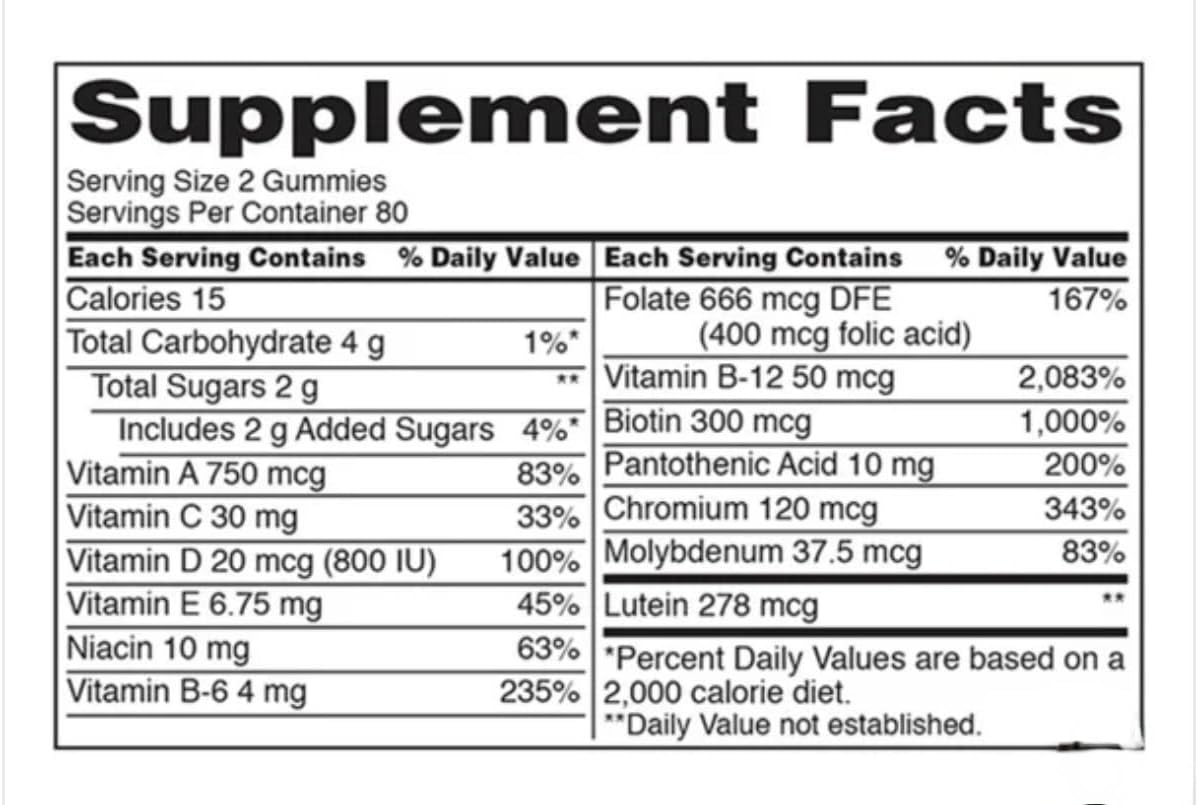 Supplement Facts
Serving Size 2 Gummies
Servings Per Container 80
Each Serving Contains % Daily Value
Calories 15
Total Carbohydrate 4 g 1%*
Total Sugars 2 g **
Includes 2 g Added Sugars 4%*
Vitamin A 750 mcg 83%
Vitamin C 30 mg 33%
Vitamin D 20 mcg (800 IU) 100%
Vitamin E 6.75 mg 45%
Niacin 10 mg 63%
Vitamin B-6 4 mg 235%
Each Serving Contains % Daily Value
Folate 666 mcg DFE 167%
(400 mcg folic acid)
Vitamin B-12 50 mcg 2,083%
Biotin 300 mcg 1,000%
Pantothenic Acid 10 mg 200%
Chromium 120 mcg 343%
Molybdenum 37.5 mcg 83%
Lutein 278 mcg **
*Percent Daily Values are based on a
2,000 calorie diet.
**Daily Value not established.